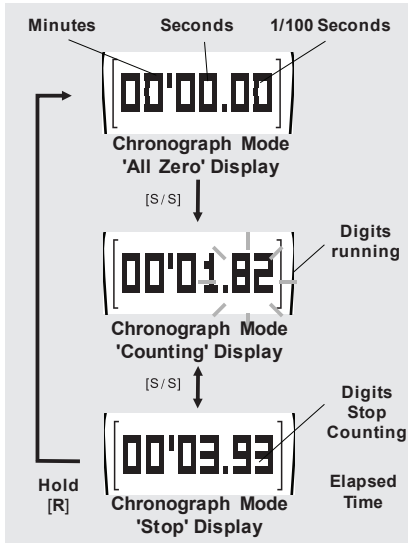 Minutes Seconds 1/100 Seconds
00'00.00
Chronograph Mode
'All Zero' Display
[S/S]
Digits
running
00'01.82
Chronograph Mode
'Counting' Display
[S/S]
Digits
Stop
Counting
00'03.93
Hold
[R]
Elapsed
Time
Chronograph Mode
'Stop' Display